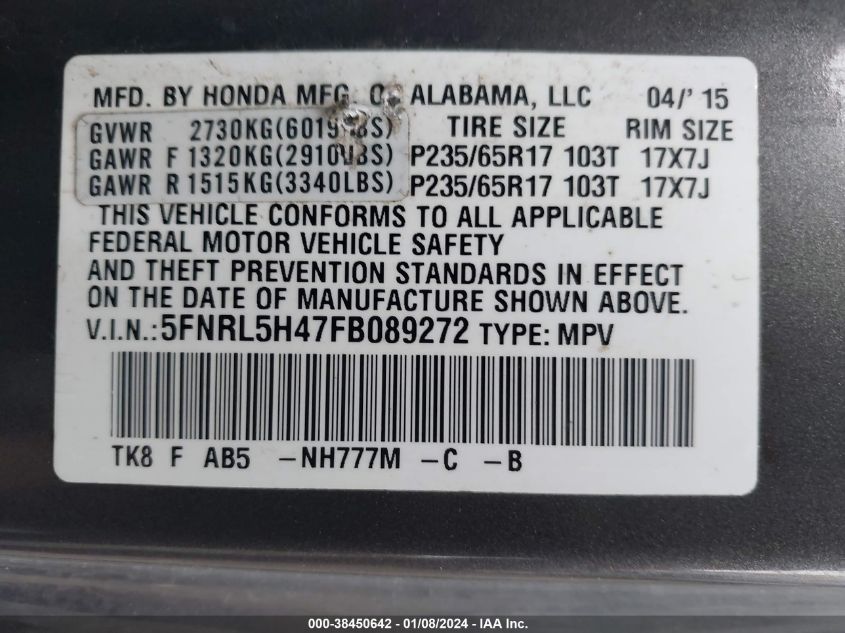 MFD. BY HONDA MFG. OF ALABAMA, LLC 04/' 15
GVWR 2730KG(6019LBS) TIRE SIZE RIM SIZE
GAWR F 1320KG(2910LBS) P235/65R17 103T 17X7J
GAWR R 1515KG(3340LBS) P235/65R17 103T 17X7J
THIS VEHICLE CONFORMS TO ALL APPLICABLE
FEDERAL MOTOR VEHICLE SAFETY
AND THEFT PREVENTION STANDARDS IN EFFECT
ON THE DATE OF MANUFACTURE SHOWN ABOVE.
V.I.N.: 5FNRL5H47FB089272 TYPE: MPV
TK8 F AB5 -NH777M -C -B
000-38450642 - 01/08/2024 - IAA Inc.